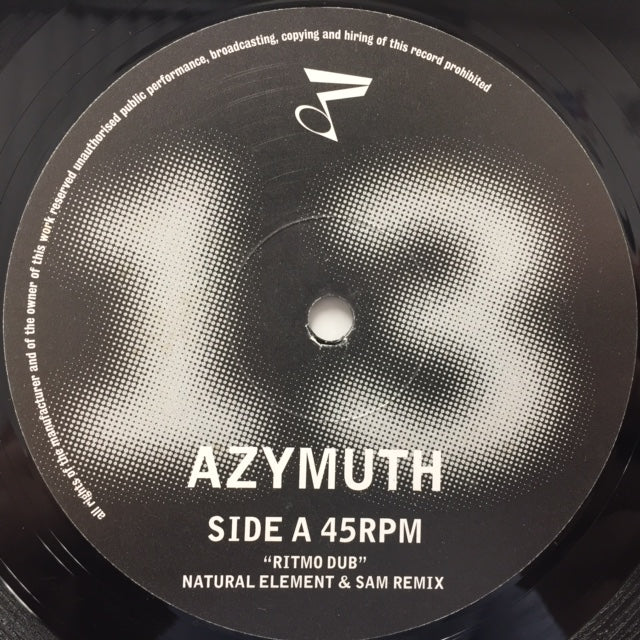 all rights of the manufacturer and of the owner of this work reserved unauthorised public performance, broadcasting, copying and hiring of this record prohibited
13
AZYMUTH
SIDE A 45RPM
“RITMO DUB”
NATURAL ELEMENT & SAM REMIX